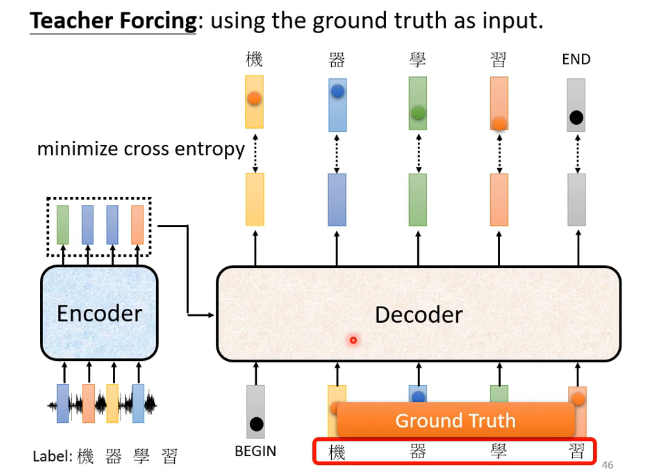 Teacher Forcing: using the ground truth as input.
機 器 學 習 END
minimize cross entropy
Encoder
Decoder
Ground Truth
Label: 機 器 學 習
BEGIN 機 器 學 習
46